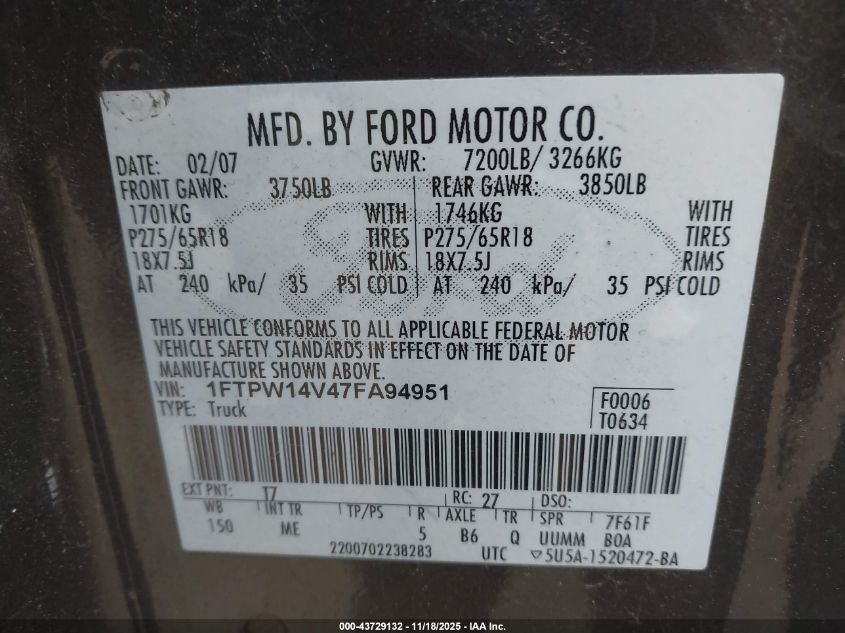 MFD. BY FORD MOTOR CO.
DATE: 02/07 GVWR: 7200LB/ 3266KG
FRONT GAWR: 3750LB REAR GAWR: 3850LB
1701KG WITH 1746KG WITH
P275/65R18 TIRES P275/65R18 TIRES
18X7.5J RIMS 18X7.5J RIMS
AT 240 kPa/ 35 PSI COLD AT 240 kPa/ 35 PSI COLD
Ford
THIS VEHICLE CONFORMS TO ALL APPLICABLE FEDERAL MOTOR
VEHICLE SAFETY STANDARDS IN EFFECT ON THE DATE OF
MANUFACTURE SHOWN ABOVE.
VIN: 1FTPW14V47FA94951
TYPE: Truck
F0006
T0634
EXT PNT: T7 RC: 27 DSO:
WB INT TR TP/PS R AXLE TR SPR 7F61F
150 ME 5 B6 Q UUMM BOA
2200702238283 UTC ▽5U5A-1520472-BA
000-43729132 - 11/18/2025 - IAA Inc.